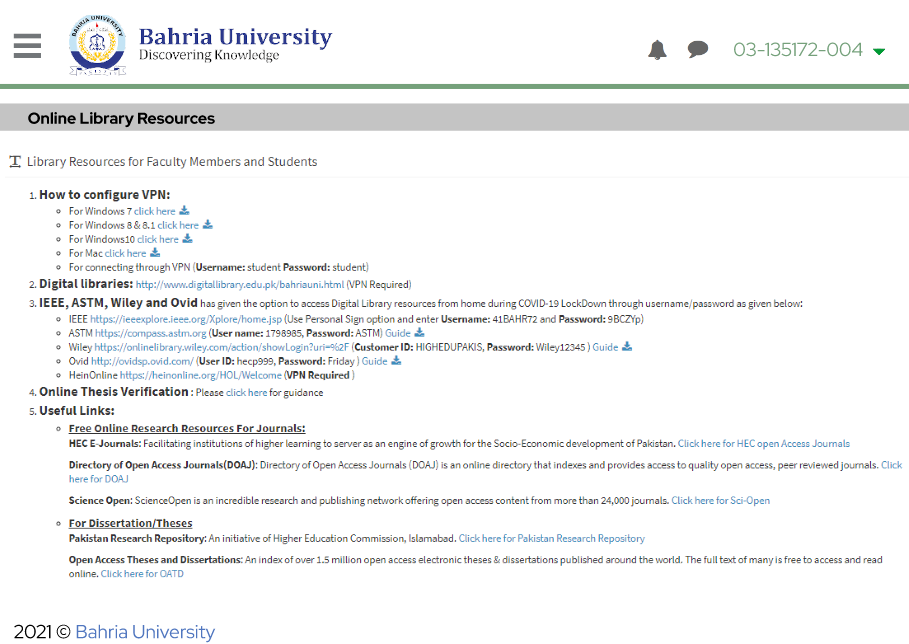 BAHRIA UNIVERSITY
Bahria University
Discovering Knowledge
03-135172-004
Online Library Resources
Library Resources for Faculty Members and Students
1. How to configure VPN:
For Windows 7 click here
For Windows 8 & 8.1 click here
For Windows10 click here
For Mac click here
For connecting through VPN (Username: student Password: student)
2. Digital libraries: http://www.digitallibrary.edu.pk/bahriauni.html (VPN Required)
3. IEEE, ASTM, Wiley and Ovid has given the option to access Digital Library resources from home during COVID-19 LockDown through username/password as given below:
IEEE https://ieeexplore.ieee.org/Xplore/home.jsp (Use Personal Sign option and enter Username: 41BAHR72 and Password: 9BCZYp)
ASTM https://compass.astm.org (User name: 1798985, Password: ASTM) Guide
Wiley https://onlinelibrary.wiley.com/action/showLogin?uri=%2F (Customer ID: HIGHEDUPAKIS, Password: Wiley12345 ) Guide
Ovid http://ovidsp.ovid.com/ (User ID: hecp999, Password: Friday ) Guide
HeinOnline https://heinonline.org/HOL/Welcome (VPN Required )
4. Online Thesis Verification : Please click here for guidance
5. Useful Links:
Free Online Research Resources For Journals:
HEC E-Journals: Facilitating institutions of higher learning to server as an engine of growth for the Socio-Economic development of Pakistan. Click here for HEC open Access Journals
Directory of Open Access Journals(DOAJ): Directory of Open Access Journals (DOAJ) is an online directory that indexes and provides access to quality open access, peer reviewed journals. Click
here for DOAJ
Science Open: ScienceOpen is an incredible research and publishing network offering open access content from more than 24,000 journals. Click here for Sci-Open
For Dissertation/Theses
Pakistan Research Repository: An initiative of Higher Education Commission, Islamabad. Click here for Pakistan Research Repository
Open Access Theses and Dissertations: An index of over 1.5 million open access electronic theses & dissertations published around the world. The full text of many is free to access and read
online. Click here for OATD
2021 © Bahria University